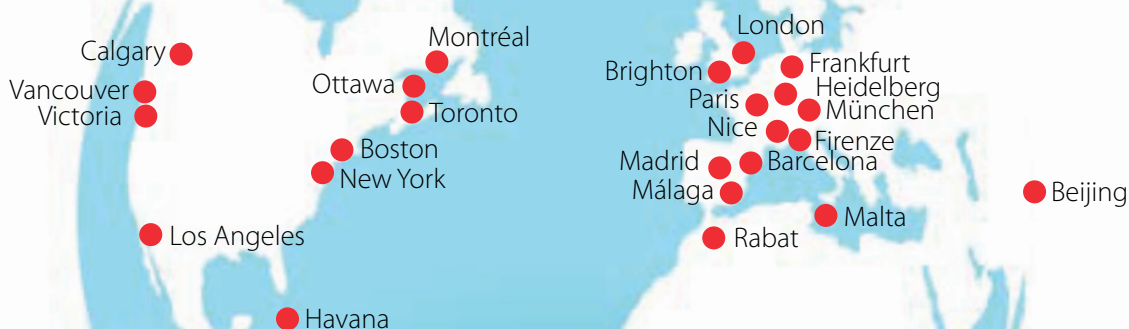 London
Montréal
Calgary
Frankfurt
Brighton
Ottawa
Heidelberg
Vancouver
Paris
München
Victoria
Toronto
Nice
Firenze
Boston
Madrid
Barcelona
New York
Málaga
Beijing
Malta
Los Angeles
Rabat
Havana